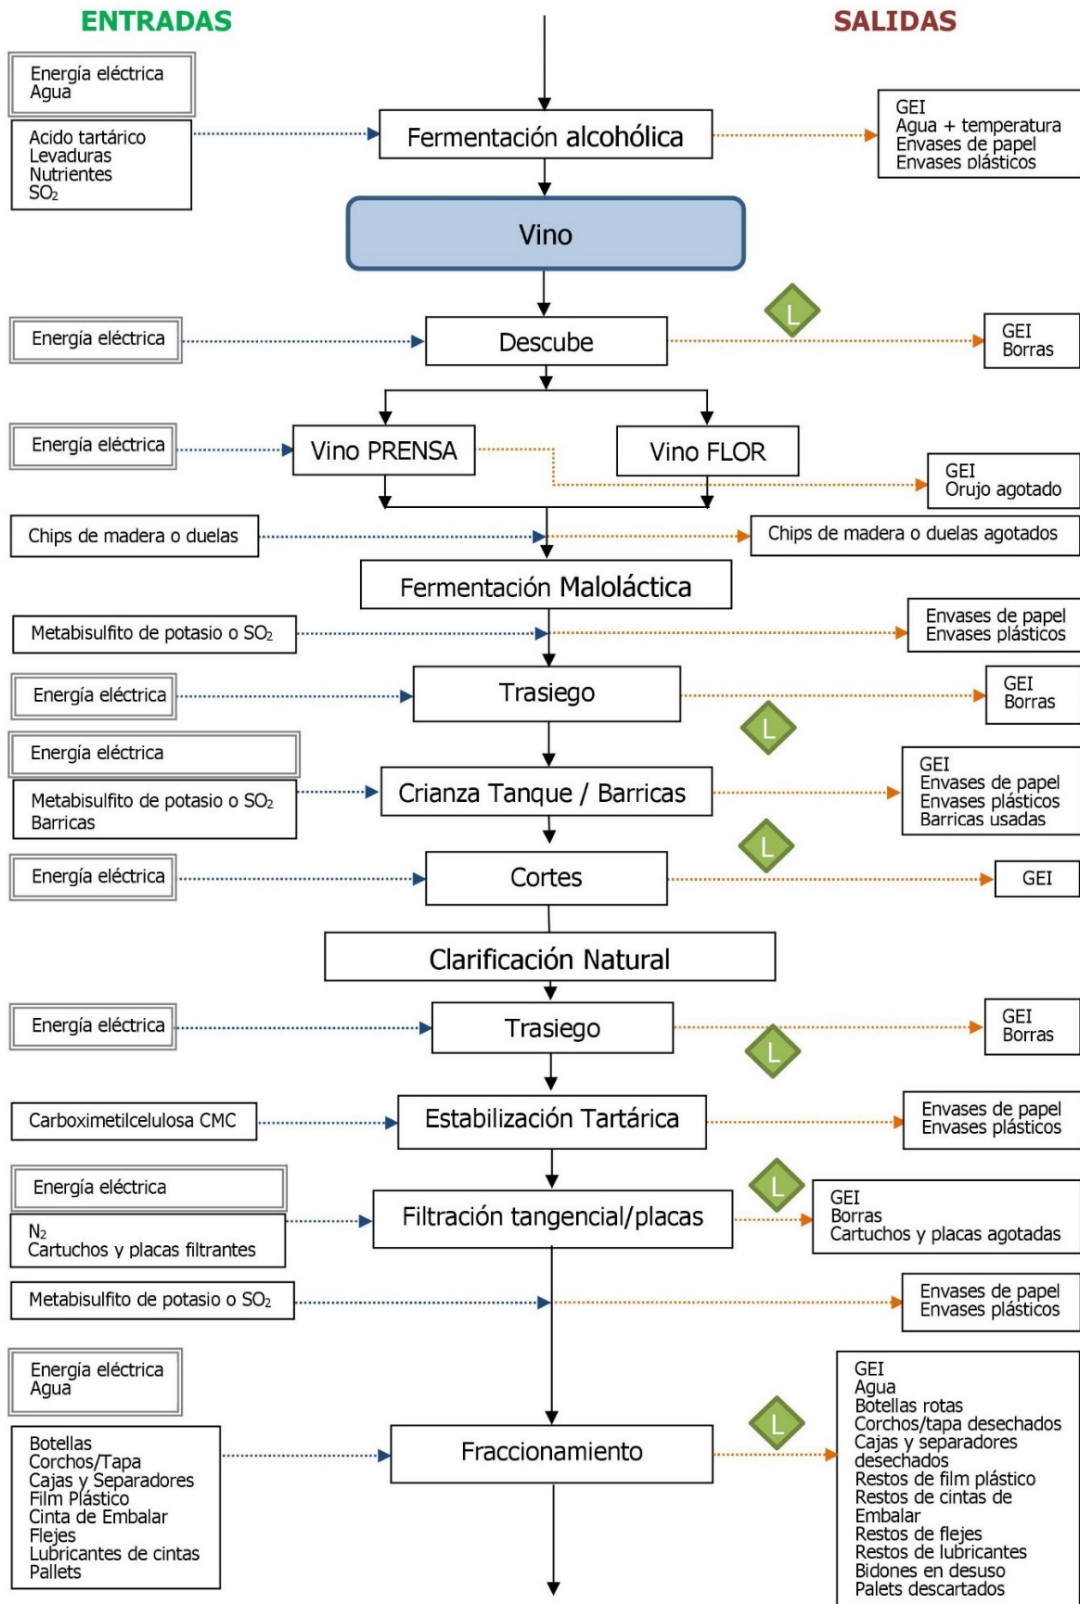 ENTRADAS
SALIDAS
Energía eléctrica
Agua
Acido tartárico
Levaduras
Nutrientes
SO₂
Fermentación alcohólica
GEI
Agua + temperatura
Envases de papel
Envases plásticos
Vino
Energía eléctrica
Descube
L
GEI
Borras
Energía eléctrica
Vino PRENSA
Vino FLOR
GEI
Orujo agotado
Chips de madera o duelas
Chips de madera o duelas agotados
Fermentación Maloláctica
Metabisulfito de potasio o SO₂
Envases de papel
Envases plásticos
Energía eléctrica
Trasiego
GEI
Borras
L
Energía eléctrica
Metabisulfito de potasio o SO₂
Barricas
Crianza Tanque / Barricas
GEI
Envases de papel
Envases plásticos
Barricas usadas
L
Energía eléctrica
Cortes
GEI
Clarificación Natural
Energía eléctrica
Trasiego
GEI
Borras
L
Carboximetilcelulosa CMC
Estabilización Tartárica
Envases de papel
Envases plásticos
Energía eléctrica
N₂
Cartuchos y placas filtrantes
Filtración tangencial/placas
L
GEI
Borras
Cartuchos y placas agotadas
Metabisulfito de potasio o SO₂
Envases de papel
Envases plásticos
Energía eléctrica
Agua
Botellas
Corchos/Tapa
Cajas y Separadores
Film Plástico
Cinta de Embalar
Flejes
Lubricantes de cintas
Pallets
Fraccionamiento
L
GEI
Agua
Botellas rotas
Corchos/tapa desechados
Cajas y separadores
desechados
Restos de film plástico
Restos de cintas de
Embalar
Restos de flejes
Restos de lubricantes
Bidones en desuso
Palets descartados